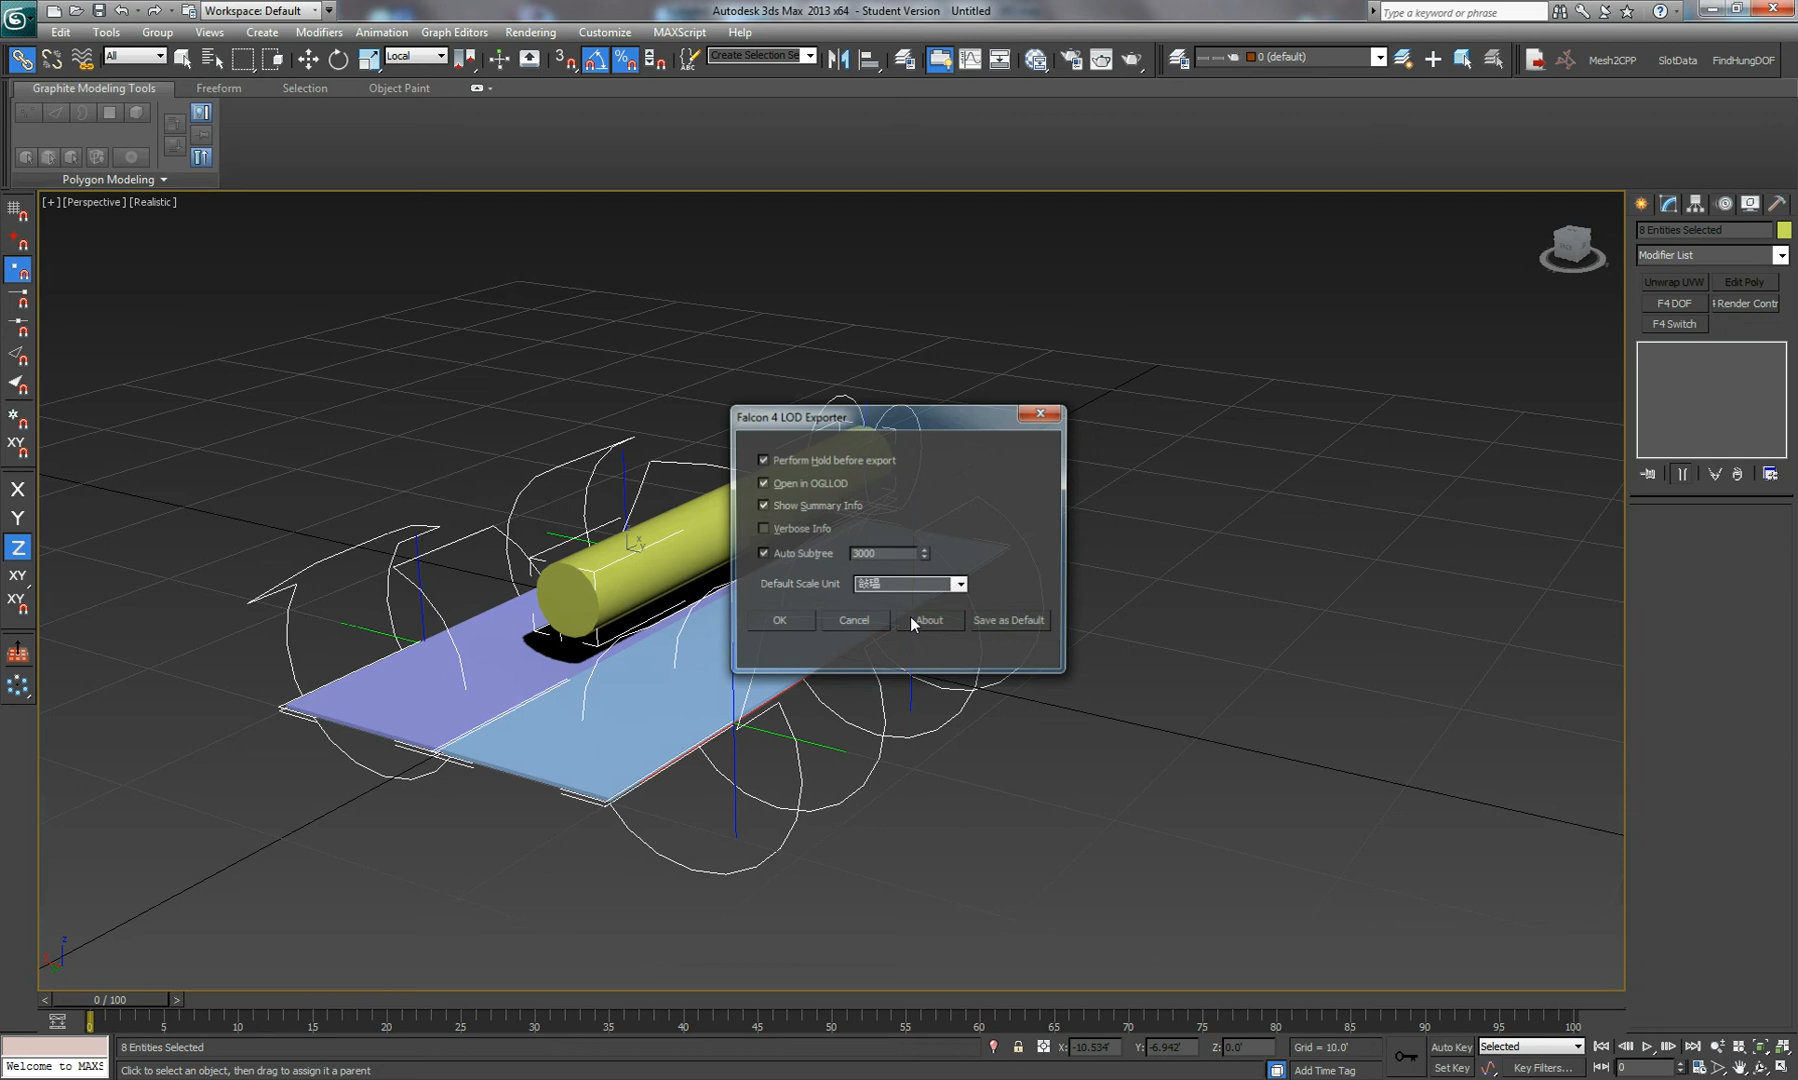 Workspace: Default
Autodesk 3ds Max 2013 x64 - Student Version Untitled
Type a keyword or phrase
Edit Tools Group Views Create Modifiers Animation Graph Editors Rendering Customize MAXScript Help
All
Local
3
ABC
Create Selection Se
0 (default)
Mesh2CPP
SlotData
FindHungDOF
Graphite Modeling Tools Freeform Selection Object Paint
Polygon Modeling
[+] [Perspective] [Realistic]
8 Entities Selected
Modifier List
Unwrap UVW
Edit Poly
F4 DOF
Render Contr
F4 Switch
Falcon 4 LOD Exporter
Perform Hold before export
Open in OGLLOD
Show Summary Info
Verbose Info
Auto Subtree 3000
Default Scale Unit
OK Cancel About Save as Default
X
Y
Z
XY
XY
0 / 100
0 5 10 15 20 25 30 35 40 45 50 55 60 65 70 75 80 85 90 95 100
8 Entities Selected
X: -10.534' Y: -6.942' Z: 0.0' Grid = 10.0'
Auto Key Selected
Welcome to MAXS
Click to select an object, then drag to assign it a parent
Add Time Tag
Set Key Key Filters... 0